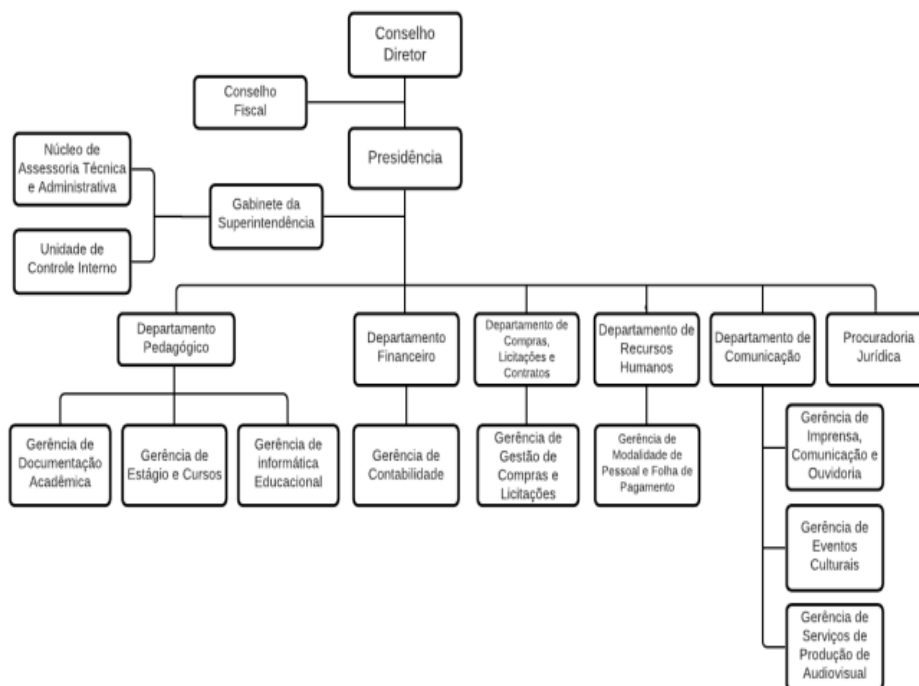 Conselho
Diretor
Conselho
Fiscal
Presidência
Núcleo de
Assessoria Técnica
e Administrativa
Gabinete da
Superintendência
Unidade de
Controle Interno
Departamento
Pedagógico
Departamento
Financeiro
Departamento de
Compras,
Licitações e
Contratos
Departamento de
Recursos
Humanos
Departamento de
Comunicação
Procuradoria
Jurídica
Gerência de
Documentação
Acadêmica
Gerência de
Estágio e Cursos
Gerência de
informática
Educacional
Gerência de
Contabilidade
Gerência de
Gestão de
Compras e
Licitações
Gerência de
Modalidade de
Pessoal e Folha de
Pagamento
Gerência de
Imprensa,
Comunicação e
Ouvidoria
Gerência de
Eventos
Culturais
Gerência de
Serviços de
Produção de
Audiovisual